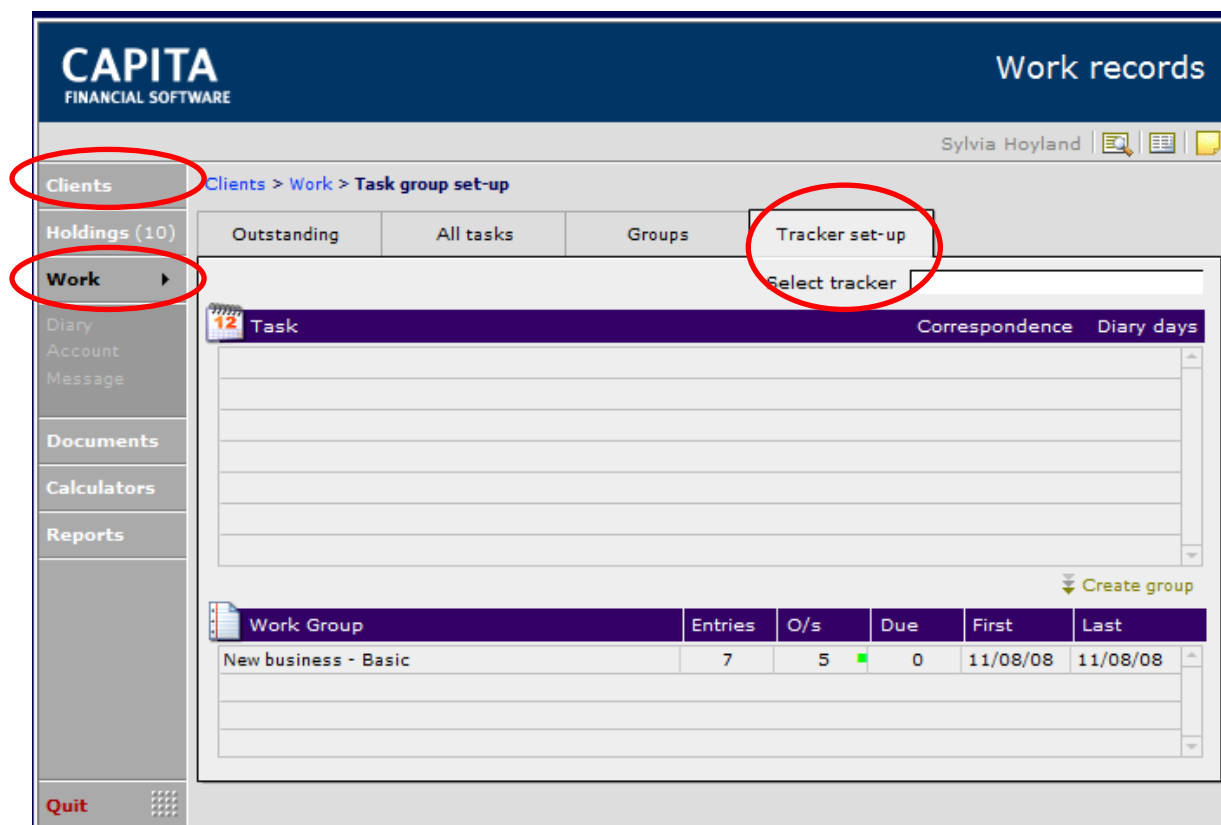 CAPITA
FINANCIAL SOFTWARE
Work records
Sylvia Hoyland
Clients
Clients > Work > Task group set-up
Holdings (10)
Outstanding All tasks Groups Tracker set-up
Work
Select tracker
12 Task Correspondence Diary days
Diary
Account
Message
Documents
Calculators
Reports
Create group
Work Group Entries O/s Due First Last
New business - Basic 7 5 0 11/08/08 11/08/08
Quit